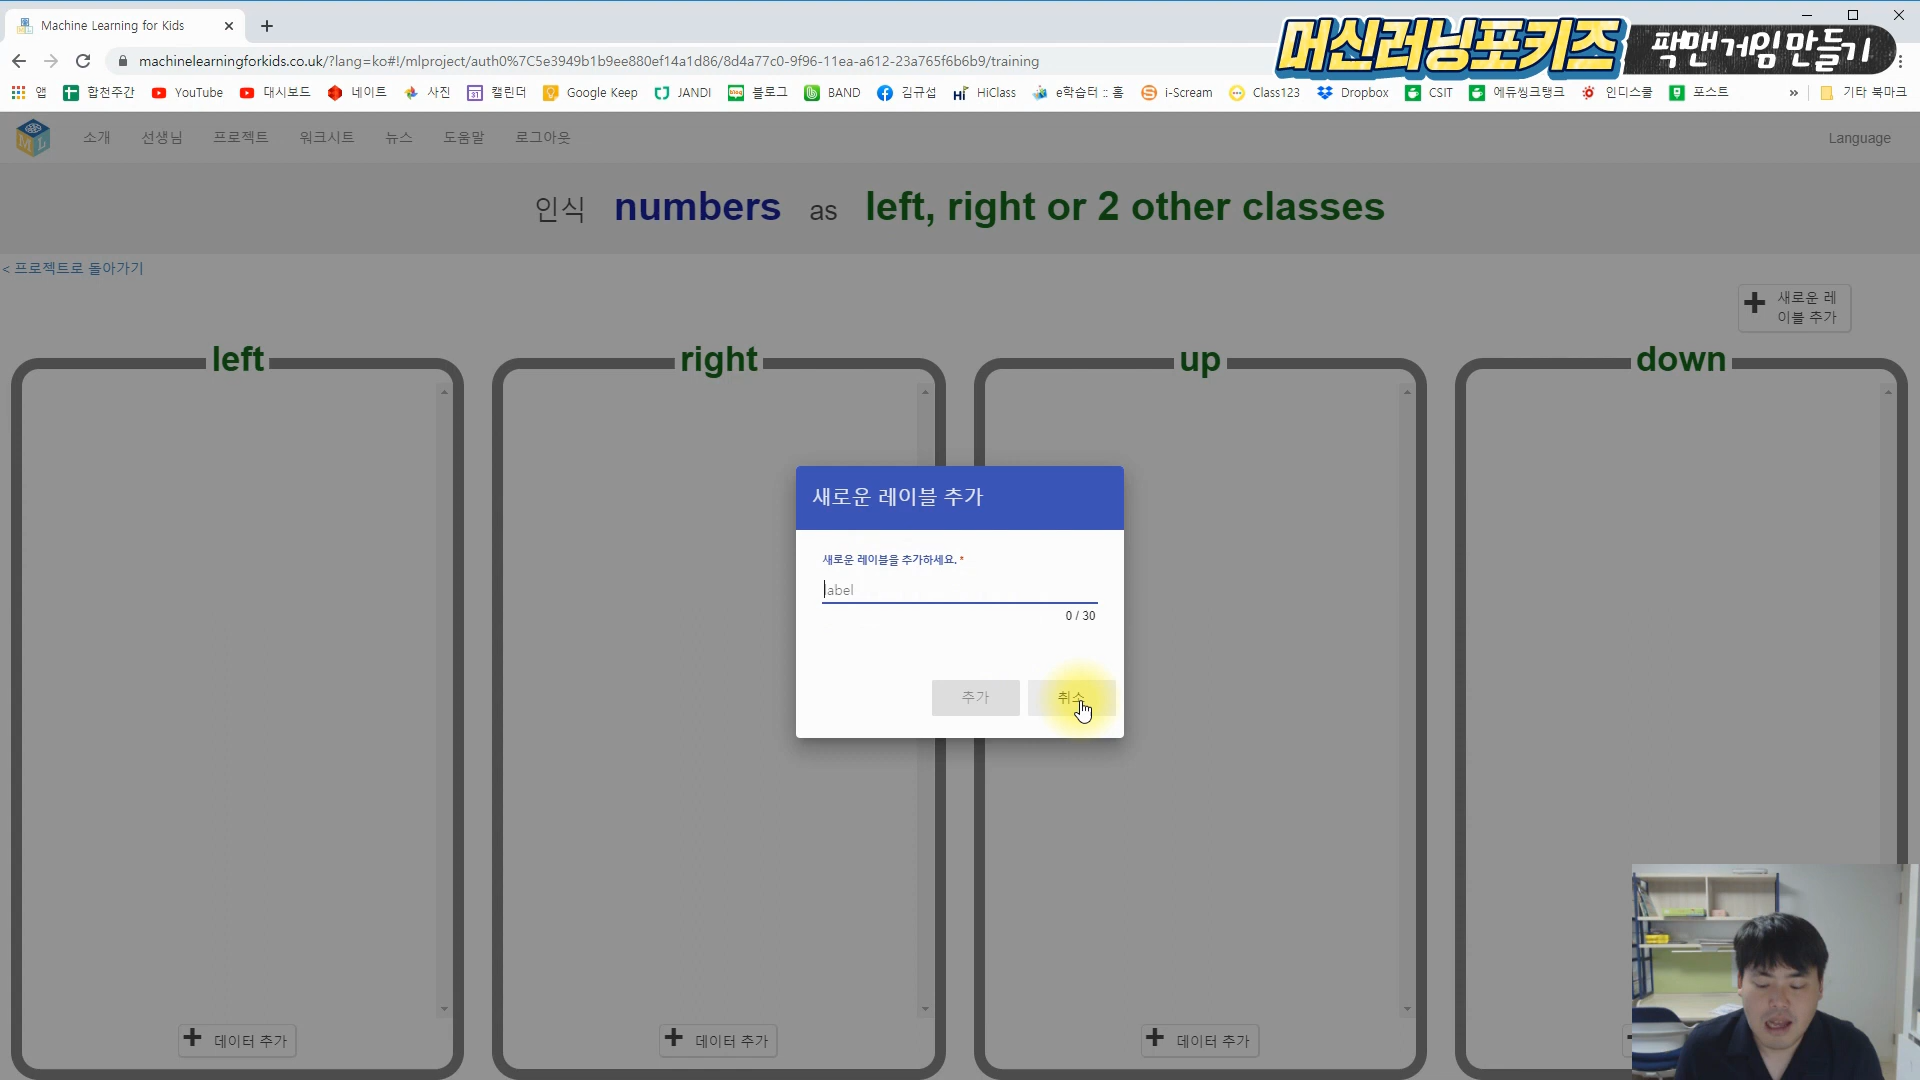 Machine Learning for Kids
머신러닝포키즈 팩맨게임만들기
machinelearningforkids.co.uk/?lang=ko#!/mlproject/auth0%7C5e3949b1b9ee880ef14a1d86/8d4a77c0-9f96-11ea-a612-23a765f6b6b9/training
앱 합천주간 YouTube 대시보드 네이트 사진 캘린더 Google Keep JANDI 블로그 BAND 김규섭 HiClass e학습터 :: 홈 i-Scream Class123 Dropbox CSIT 에듀씽크탱크 인디스쿨 포스트 » 기타 북마크
소개 선생님 프로젝트 워크시트 뉴스 도움말 로그아웃 Language
인식 numbers as left, right or 2 other classes
< 프로젝트로 돌아가기
새로운 레
이블 추가
left right up down
새로운 레이블 추가
새로운 레이블을 추가하세요. *
label
0 / 30
추가 취소
데이터 추가 데이터 추가 데이터 추가